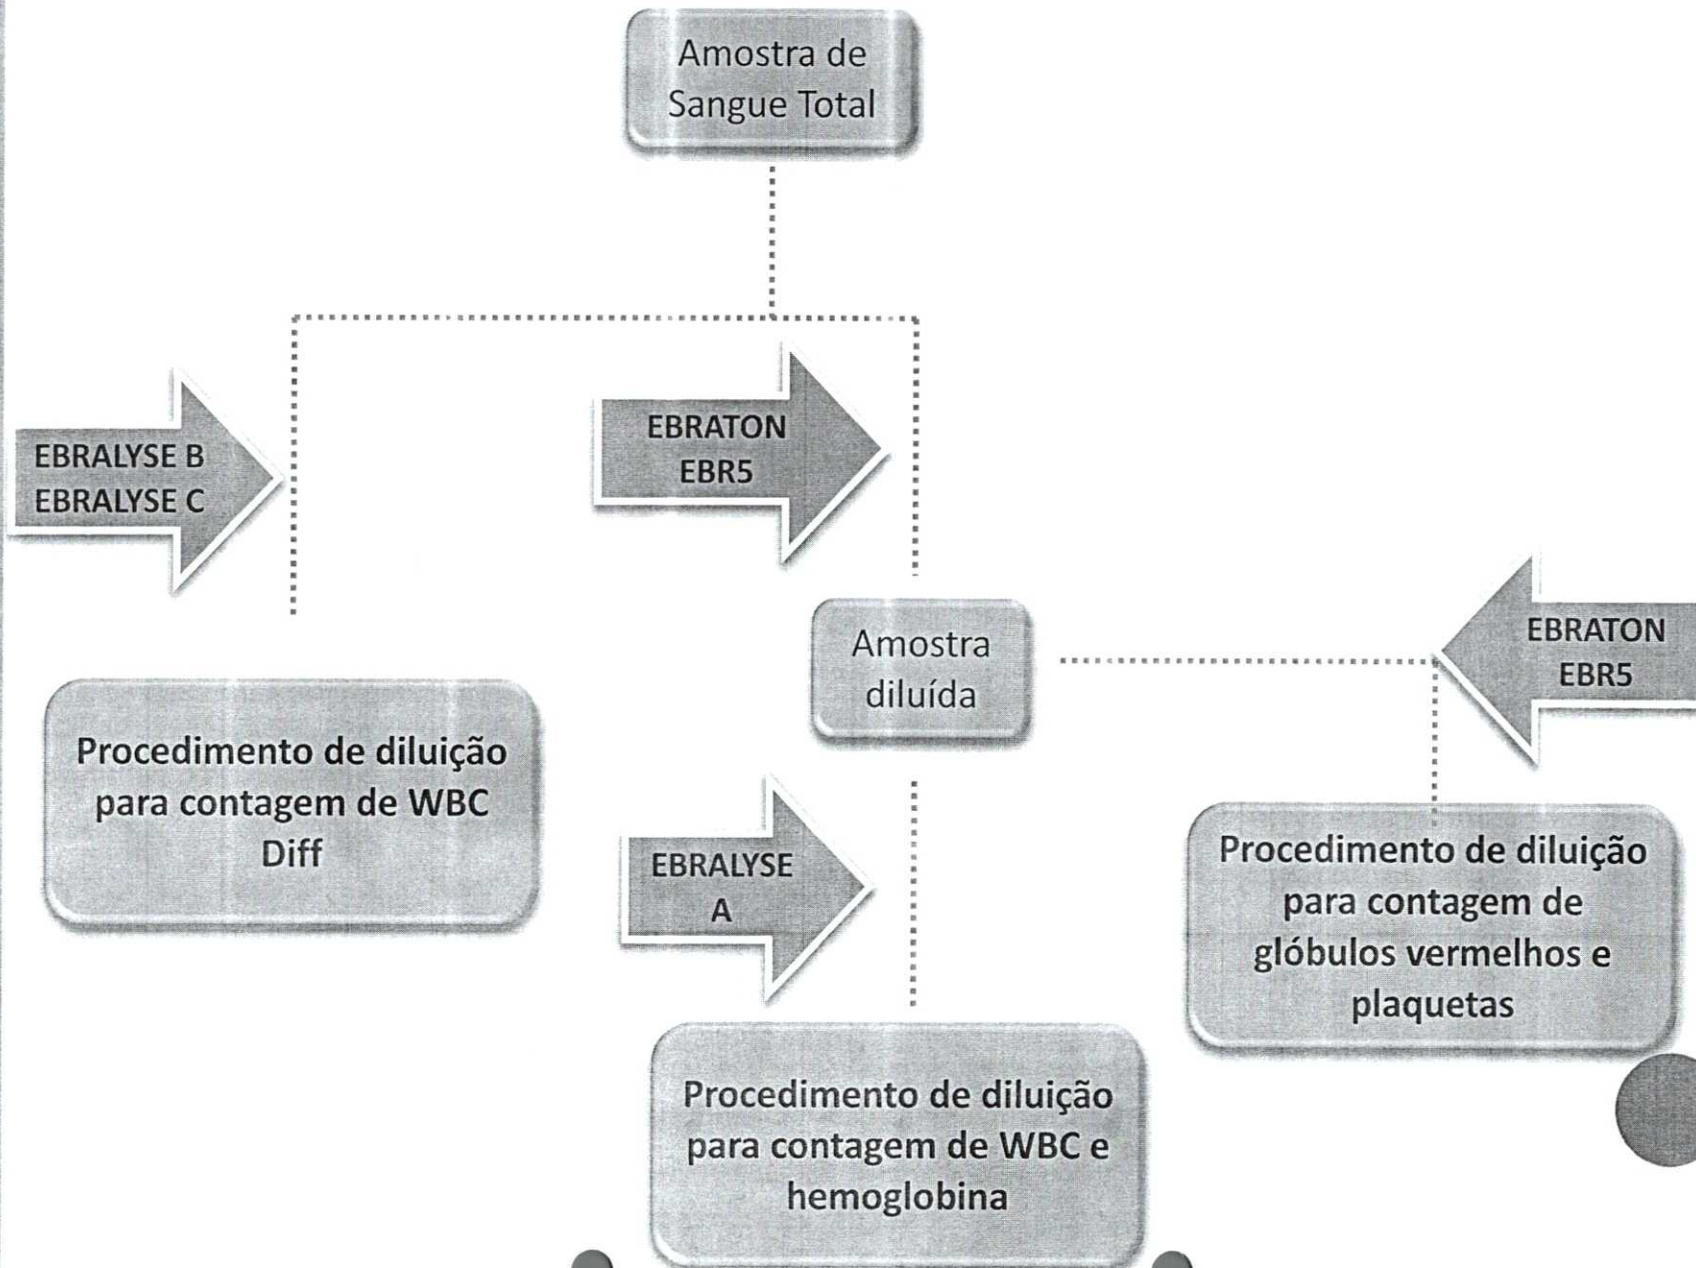 Amostra de
Sangue Total
EBRALYSE B
EBRALYSE C
EBRATON
EBR5
Amostra
diluída
EBRATON
EBR5
Procedimento de diluição
para contagem de WBC
Diff
EBRALYSE
A
Procedimento de diluição
para contagem de
glóbulos vermelhos e
plaquetas
Procedimento de diluição
para contagem de WBC e
hemoglobina